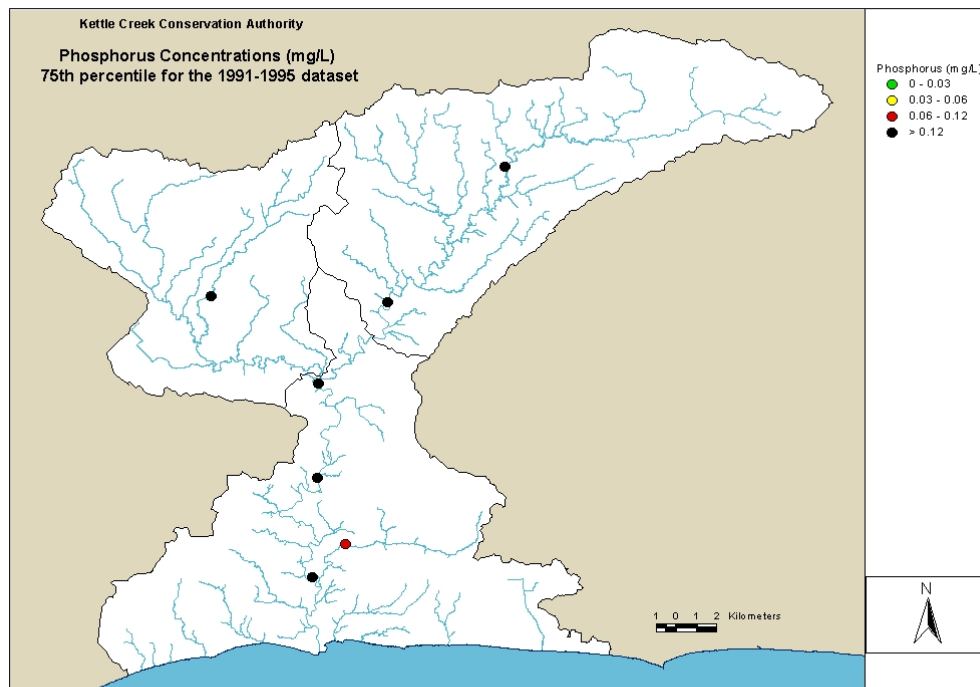 Kettle Creek Conservation Authority
Phosphorus Concentrations (mg/L)
75th percentile for the 1991-1995 dataset
Phosphorus (mg/L)
0 - 0.03
0.03 - 0.06
0.06 - 0.12
> 0.12
1 0 1 2 Kilometers
N